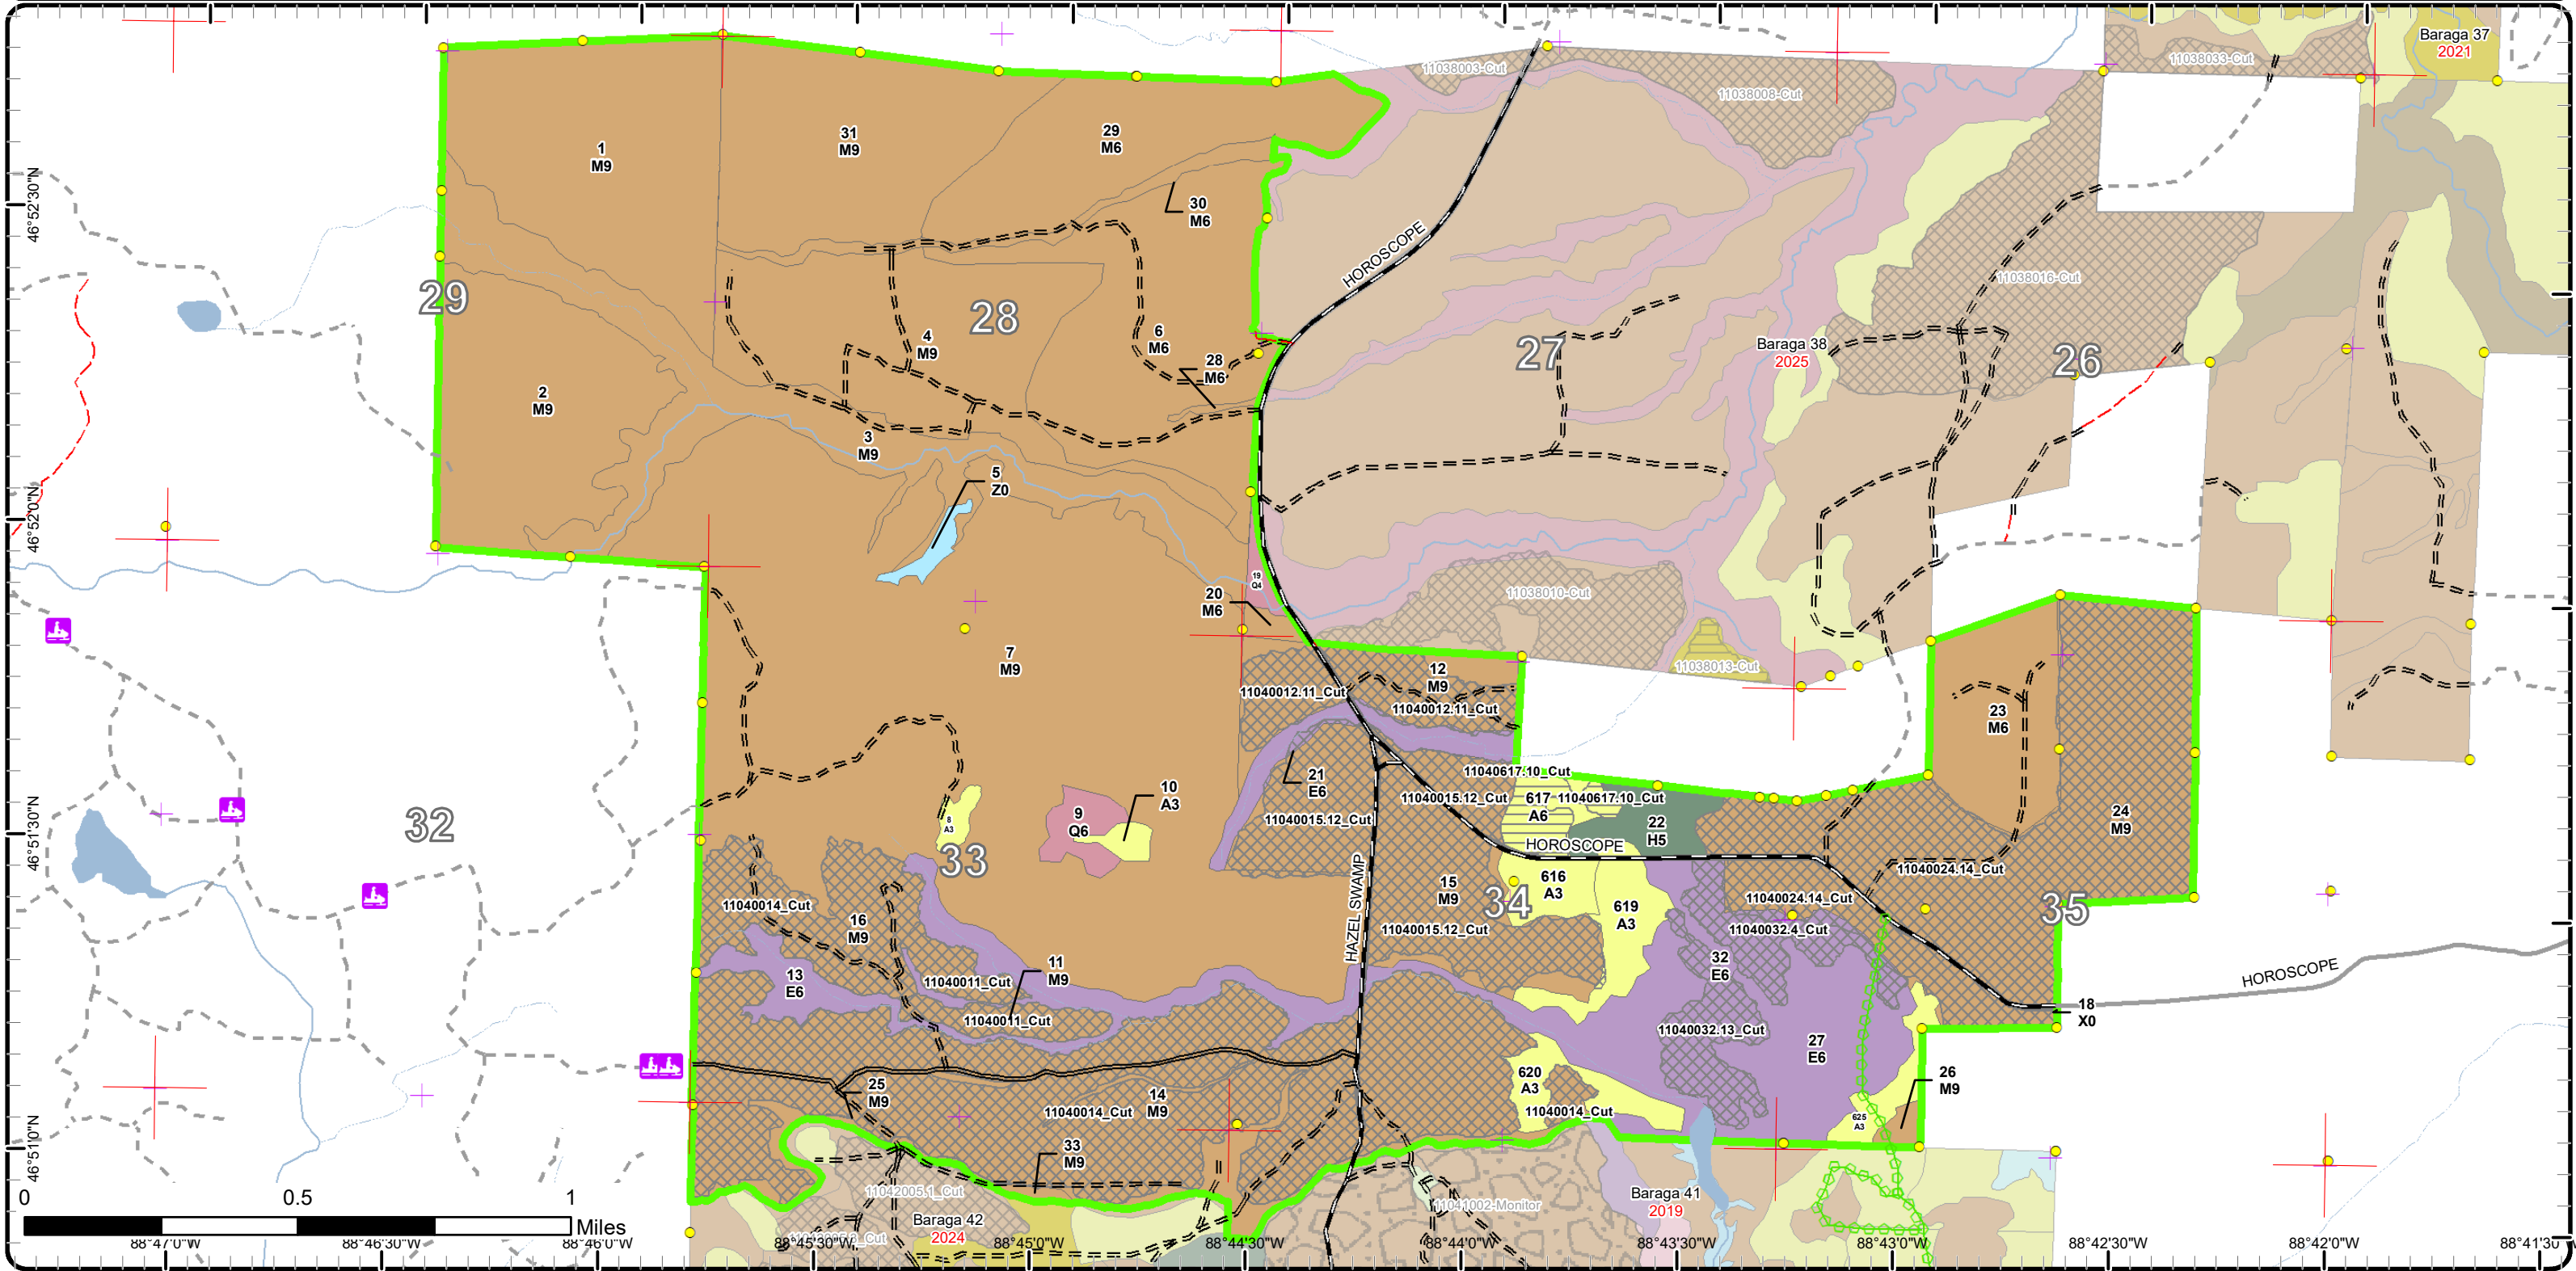 11038003-Cut
11038033-Cut
Baraga 37
2021
11038008-Cut
46°52'30"N
1
M9
31
M9
29
M6
30
M6
HOROSCOPE
11038016-Cut
29
28
27
26
4
M9
6
M6
28
M6
Baraga 38
2025
2
M9
3
M9
5
Z0
46°52'0"N
19
Q4
20
M6
11038010-Cut
7
M9
12
M9
11038013-Cut
11040012.11_Cut
11040012.11_Cut
23
M6
21
E6
11040617.10_Cut
10
A3
11040015.12_Cut
617
A6
11040617.10_Cut
46°51'30"N
32
8
A3
9
Q6
11040015.12_Cut
22
H5
24
M9
HOROSCOPE
33
HAZEL SWAMP
15
M9
34
616
A3
11040024.14_Cut
11040014_Cut
16
M9
619
A3
11040024.14_Cut
35
11040015.12_Cut
11040032.4_Cut
13
E6
11040011_Cut
11
M9
32
E6
HOROSCOPE
11040011_Cut
11040032.13_Cut
27
E6
18
X0
25
M9
14
M9
11040014_Cut
620
A3
11040014_Cut
26
M9
625
A3
46°51'0"N
33
M9
11042005.1_Cut
11041002-Monitor
Baraga 41
2019
0
0.5
1
Miles
Baraga 42
2024
88°47'0"W
88°46'30"W
88°46'0"W
88°45'30"W
88°45'0"W
88°44'30"W
88°44'0"W
88°43'30"W
88°43'0"W
88°42'30"W
88°42'0"W
88°41'30